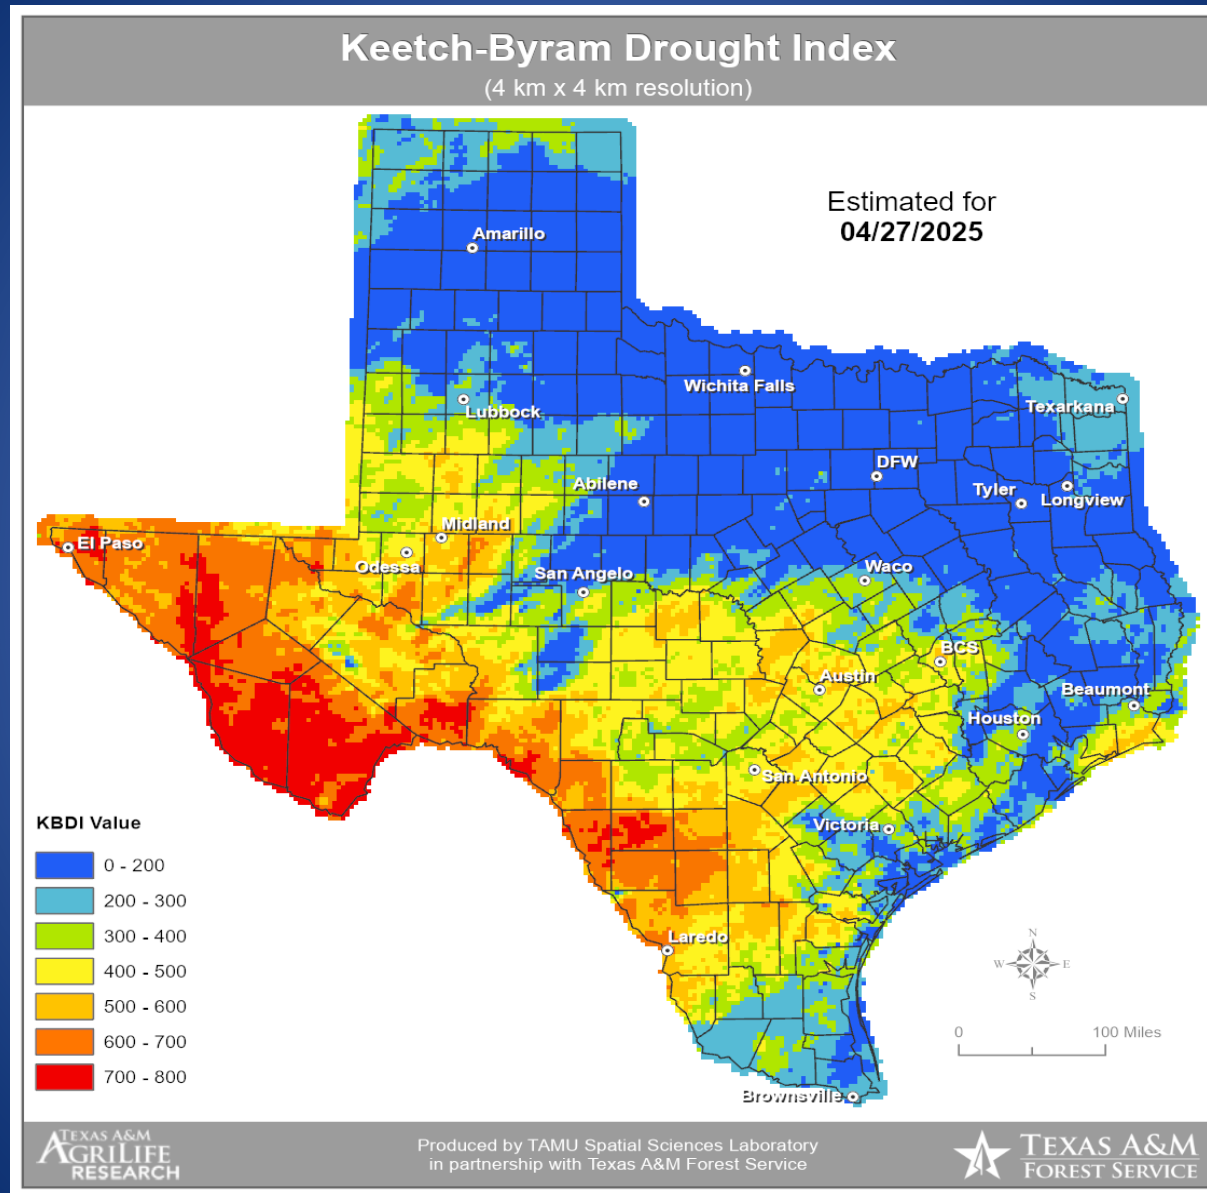 Keetch-Byram Drought Index
(4 km x 4 km resolution)
Estimated for
04/27/2025
Amarillo
Wichita Falls
Lubbock
Texarkana
DFW
Abilene
Tyler
Longview
Midland
El Paso
Odessa
San Angelo
Waco
BCS
Austin
Beaumont
Houston
San Antonio
Victoria
Laredo
Brownsville
KBDI Value
0 - 200
200 - 300
300 - 400
400 - 500
500 - 600
600 - 700
700 - 800
N
W
E
S
0
100 Miles
TEXAS A&M
AGRILIFE
RESEARCH
Produced by TAMU Spatial Sciences Laboratory
in partnership with Texas A&M Forest Service
TEXAS A&M
FOREST SERVICE